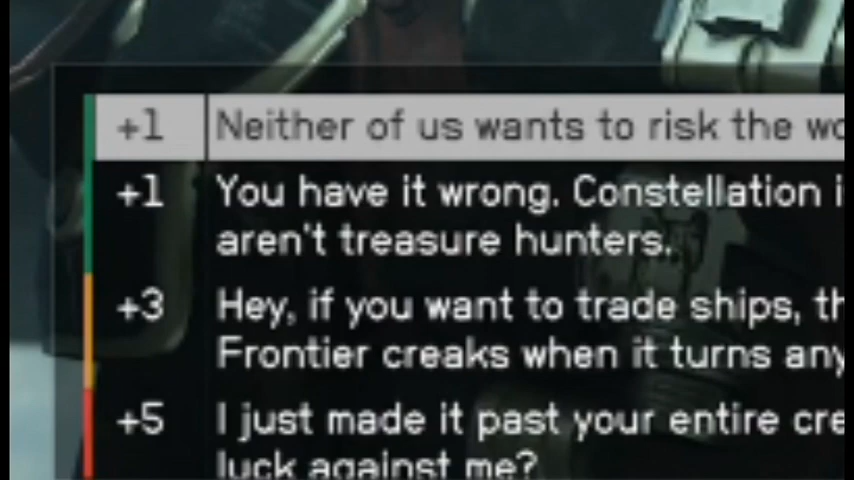 +1 Neither of us wants to risk the
+1 You have it wrong. Constellation
aren't treasure hunters.
+3 Hey, if you want to trade ships,
Frontier creaks when it turns
+5 I just made it past your entire
luck against me?